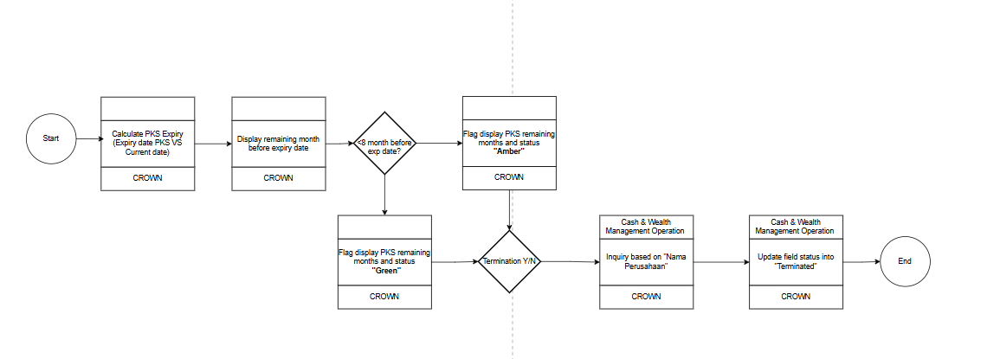 Start
Calculate PKS Expiry
(Expiry date PKS VS
Current date)
CROWN
Display remaining month
before expiry date
CROWN
<8 month before
exp date?
Flag display PKS remaining
months and status
"Amber"
CROWN
Flag display PKS remaining
months and status
"Green"
CROWN
Termination Y/N
Cash & Wealth
Management Operation
Inquiry based on "Nama
Perusahaan"
CROWN
Cash & Wealth
Management Operation
Update field status into
"Terminated"
CROWN
End